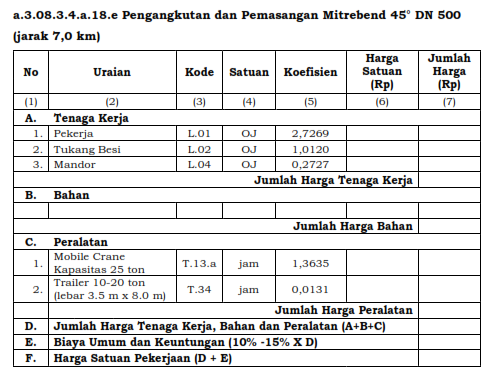 a.3.08.3.4.a.18.e Pengangkutan dan Pemasangan Mitrebend 45° DN 500
(jarak 7,0 km)
No Uraian Kode Satuan Koefisien Harga Satuan (Rp) Jumlah Harga (Rp)
(1) (2) (3) (4) (5) (6) (7)
A. Tenaga Kerja
1. Pekerja L.01 OJ 2,7269
2. Tukang Besi L.02 OJ 1,0120
3. Mandor L.04 OJ 0,2727
Jumlah Harga Tenaga Kerja
B. Bahan
Jumlah Harga Bahan
C. Peralatan
1. Mobile Crane Kapasitas 25 ton T.13.a jam 1,3635
2. Trailer 10-20 ton (lebar 3.5 m x 8.0 m) T.34 jam 0,0131
Jumlah Harga Peralatan
D. Jumlah Harga Tenaga Kerja, Bahan dan Peralatan (A+B+C)
E. Biaya Umum dan Keuntungan (10% -15% X D)
F. Harga Satuan Pekerjaan (D + E)